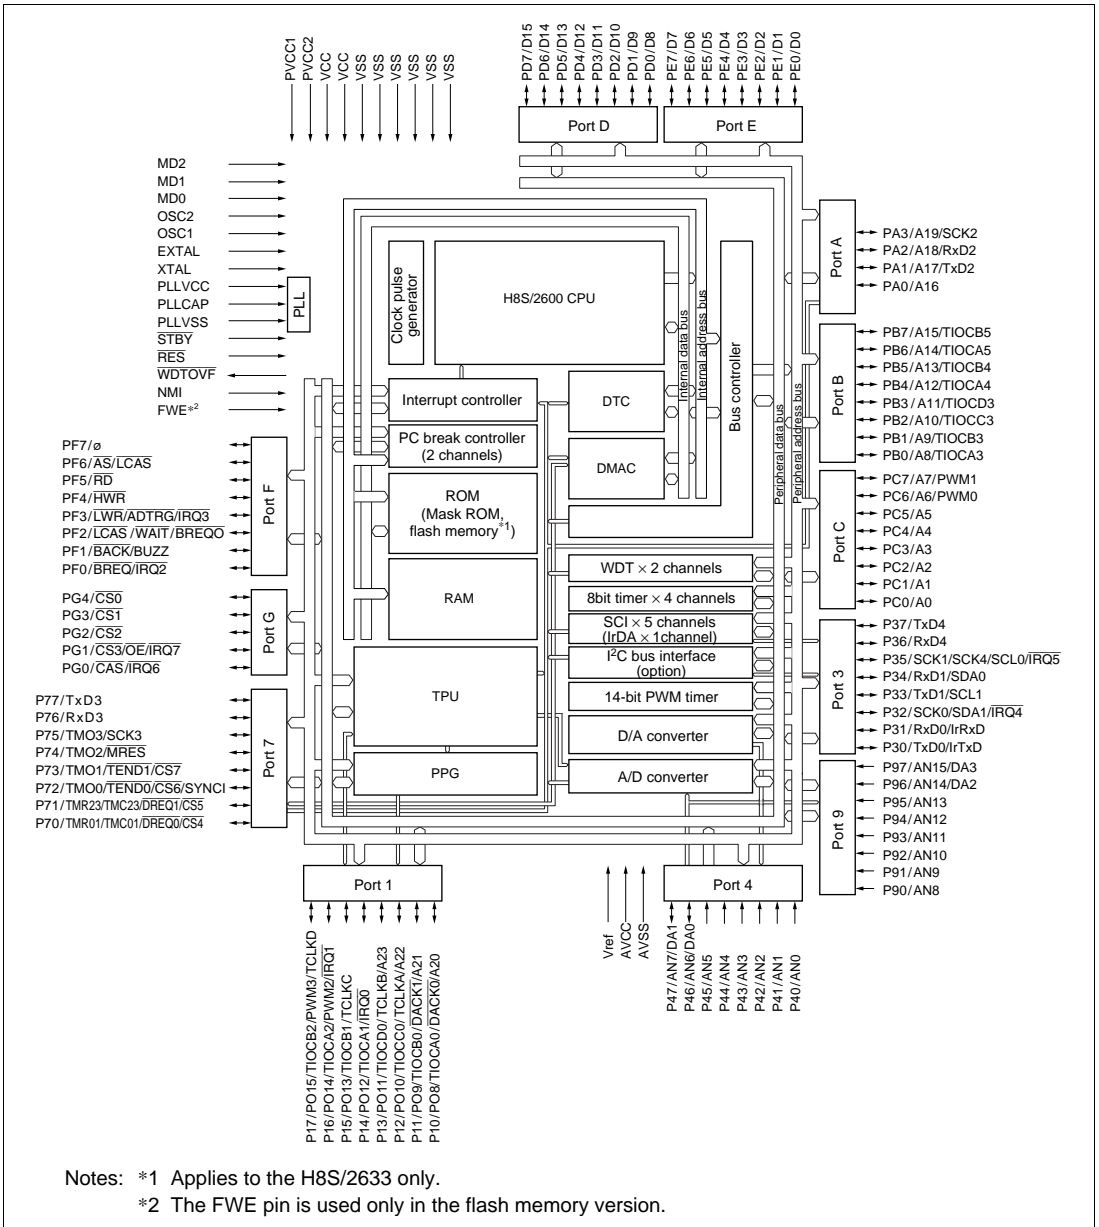 PVCC1
PVCC2
VCC
VCC
VSS
VSS
VSS
VSS
VSS
VSS
PD7/D15
PD6/D14
PD5/D13
PD4/D12
PD3/D11
PD2/D10
PD1/D9
PD0/D8
PE7/D7
PE6/D6
PE5/D5
PE4/D4
PE3/D3
PE2/D2
PE1/D1
PE0/D0
Port D
Port E
MD2
MD1
MD0
OSC2
OSC1
EXTAL
XTAL
PLLVCC
PLLCAP
PLLVSS
STBY
RES
WDTOVF
NMI
FWE*2
PLL
Clock pulse
generator
H8S/2600 CPU
Internal data bus
Internal address bus
Bus controller
Peripheral data bus
Peripheral address bus
Interrupt controller
PC break controller
(2 channels)
ROM
(Mask ROM,
flash memory*1)
RAM
TPU
PPG
DTC
DMAC
WDT × 2 channels
8bit timer × 4 channels
SCI × 5 channels
(IrDA × 1channel)
I2C bus interface
(option)
14-bit PWM timer
D/A converter
A/D converter
Port A
PA3/A19/SCK2
PA2/A18/RxD2
PA1/A17/TxD2
PA0/A16
Port B
PB7/A15/TIOCB5
PB6/A14/TIOCA5
PB5/A13/TIOCB4
PB4/A12/TIOCA4
PB3/A11/TIOCD3
PB2/A10/TIOCC3
PB1/A9/TIOCB3
PB0/A8/TIOCA3
Port C
PC7/A7/PWM1
PC6/A6/PWM0
PC5/A5
PC4/A4
PC3/A3
PC2/A2
PC1/A1
PC0/A0
Port 3
P37/TxD4
P36/RxD4
P35/SCK1/SCK4/SCL0/IRQ5
P34/RxD1/SDA0
P33/TxD1/SCL1
P32/SCK0/SDA1/IRQ4
P31/RxD0/IrRxD
P30/TxD0/IrTxD
Port 9
P97/AN15/DA3
P96/AN14/DA2
P95/AN13
P94/AN12
P93/AN11
P92/AN10
P91/AN9
P90/AN8
PF7/ø
PF6/AS/LCAS
PF5/RD
PF4/HWR
PF3/LWR/ADTRG/IRQ3
PF2/LCAS/WAIT/BREQO
PF1/BACK/BUZZ
PF0/BREQ/IRQ2
Port F
PG4/CS0
PG3/CS1
PG2/CS2
PG1/CS3/OE/IRQ7
PG0/CAS/IRQ6
Port G
P77/TxD3
P76/RxD3
P75/TMO3/SCK3
P74/TMO2/MRES
P73/TMO1/TEND1/CS7
P72/TMO0/TEND0/CS6/SYNCI
P71/TMR23/TMC23/DREQ1/CS5
P70/TMR01/TMC01/DREQ0/CS4
Port 7
Port 1
Port 4
P17/PO15/TIOCB2/PWM3/TCLKD
P16/PO14/TIOCA2/PWM2/IRQ1
P15/PO13/TIOCB1/TCLKC
P14/PO12/TIOCA1/IRQ0
P13/PO11/TIOCD0/TCLKB/A23
P12/PO10/TIOCC0/TCLKA/A22
P11/PO9/TIOCB0/DACK1/A21
P10/PO8/TIOCA0/DACK0/A20
Vref
AVCC
AVSS
P47/AN7/DA1
P46/AN6/DA0
P45/AN5
P44/AN4
P43/AN3
P42/AN2
P41/AN1
P40/AN0
Notes: *1 Applies to the H8S/2633 only.
*2 The FWE pin is used only in the flash memory version.